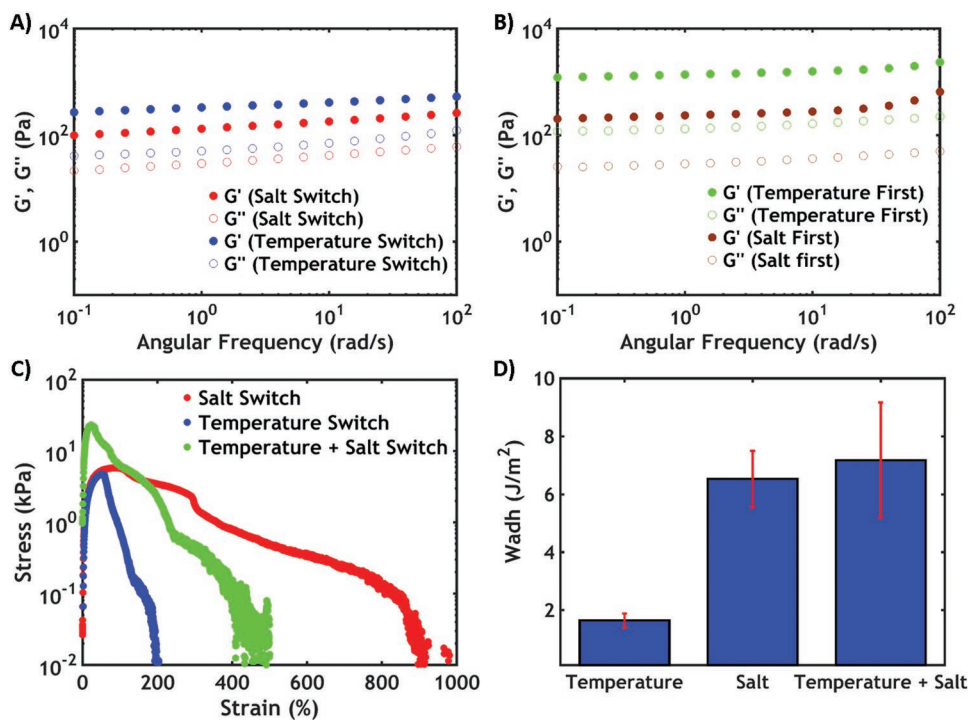 A)
10^4
10^2
10^0
G', G'' (Pa)
G' (Salt Switch)
G'' (Salt Switch)
G' (Temperature Switch)
G'' (Temperature Switch)
10^-1 10^0 10^1 10^2
Angular Frequency (rad/s)
B)
10^4
10^2
10^0
G', G'' (Pa)
G' (Temperature First)
G'' (Temperature First)
G' (Salt First)
G'' (Salt first)
10^-1 10^0 10^1 10^2
Angular Frequency (rad/s)
C)
10^2
10^1
10^0
10^-1
10^-2
Stress (kPa)
Salt Switch
Temperature Switch
Temperature + Salt Switch
0 200 400 600 800 1000
Strain (%)
D)
10
8
6
4
2
Wadh (J/m^2)
Temperature Salt Temperature + Salt